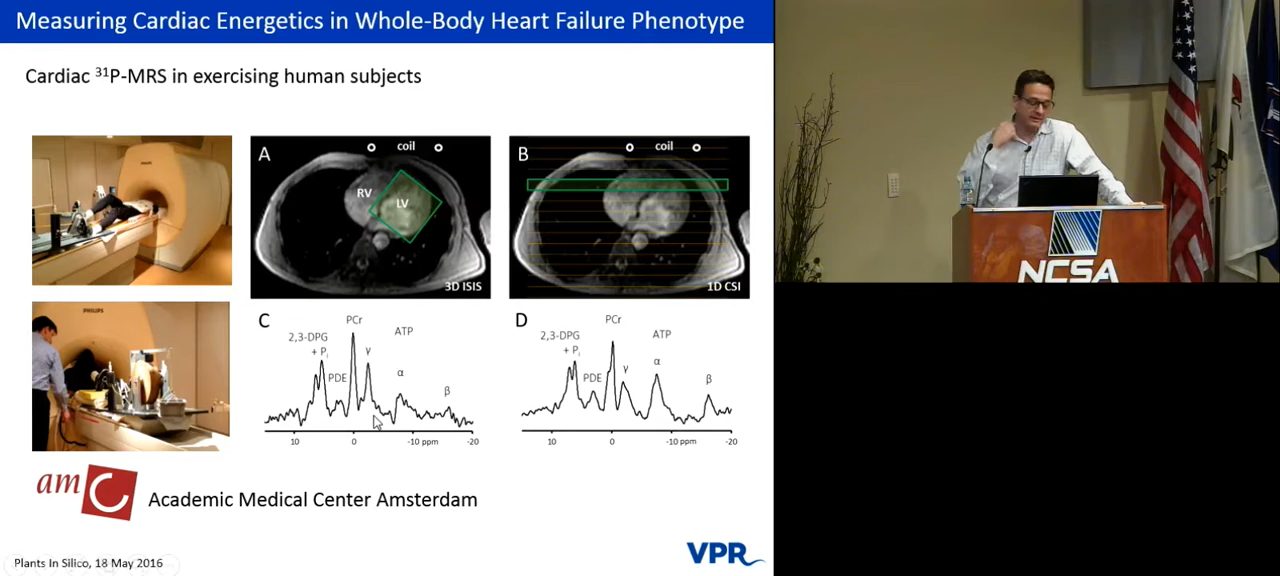 Measuring Cardiac Energetics in Whole-Body Heart Failure Phenotype
Cardiac ³¹P-MRS in exercising human subjects
PHILIPS
A
coil
RV
LV
3D ISIS
B
coil
1D CSI
PHILIPS
C
PCr
2,3-DPG
+ Pᵢ
PDE
γ
ATP
α
β
10
0
-10 ppm
-20
D
PCr
2,3-DPG
+ Pᵢ
PDE
γ
ATP
α
β
10
0
-10 ppm
-20
amC
Academic Medical Center Amsterdam
Plants In Silico, 18 May 2016
VPR
NCSA